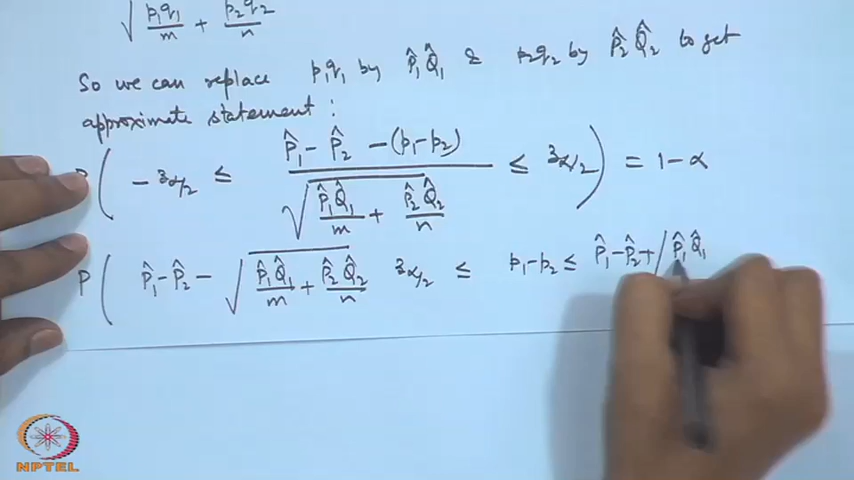 √(p₁q₁/m + p₂q₂/n)
So we can replace p₁q₁ by P̂₁Q̂₁ & p₂q₂ by P̂₂Q̂₂ to get
approximate statement :
P( -z_{α/2} ≤ (P̂₁ - P̂₂ - (p₁-p₂)) / √(P̂₁Q̂₁/m + P̂₂Q̂₂/n) ≤ z_{α/2} ) = 1-α
P( P̂₁-P̂₂ - √(P̂₁Q̂₁/m + P̂₂Q̂₂/n) z_{α/2} ≤ p₁-p₂ ≤ P̂₁-P̂₂ + √ P̂₁Q̂₁
NPTEL